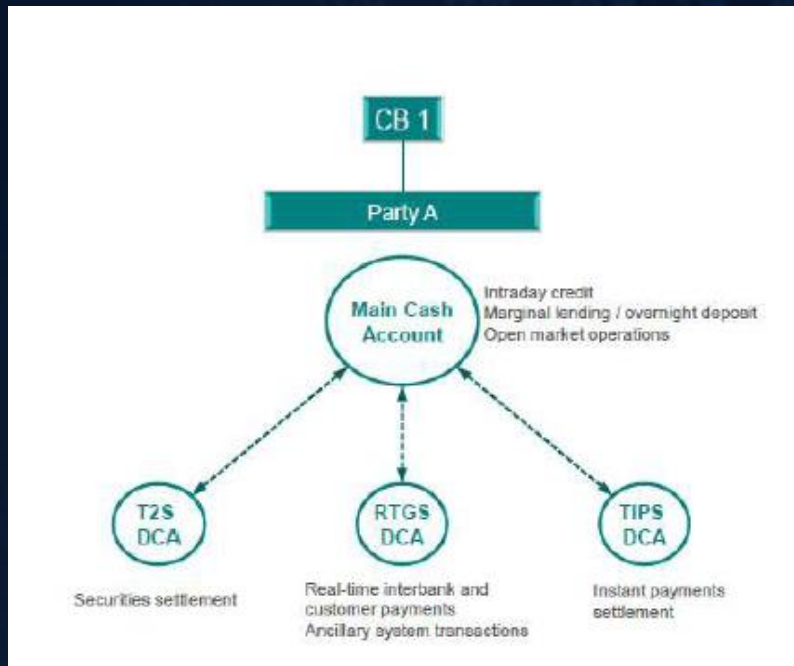 CB 1
Party A
Main Cash
Account
Intraday credit
Marginal lending / overnight deposit
Open market operations
T2S
DCA
RTGS
DCA
TIPS
DCA
Securities settlement
Real-time interbank and
customer payments
Ancillary system transactions
Instant payments
settlement